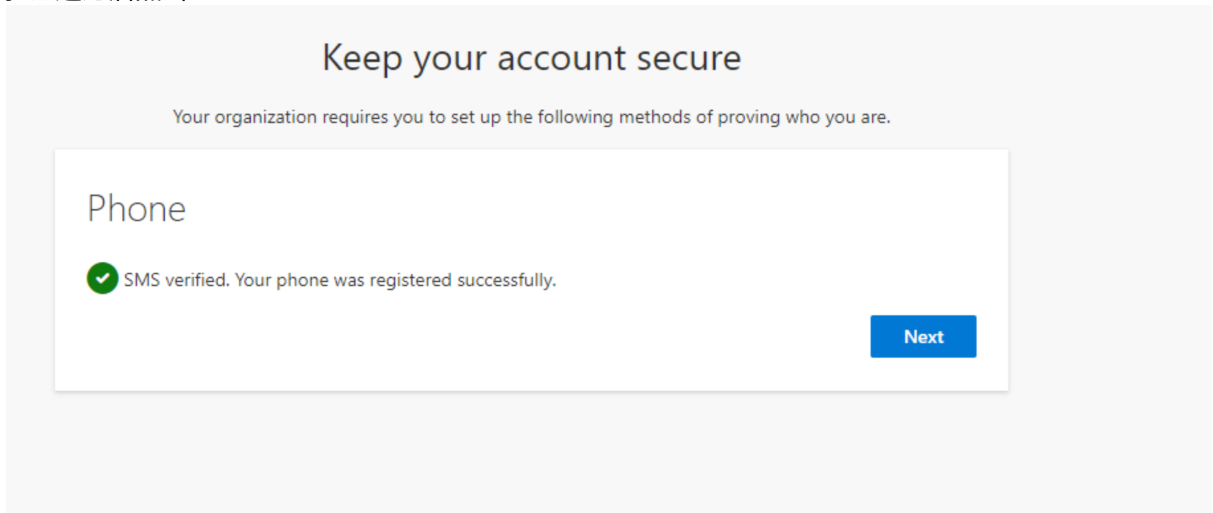 Keep your account secure
Your organization requires you to set up the following methods of proving who you are.
Phone
SMS verified. Your phone was registered successfully.
Next